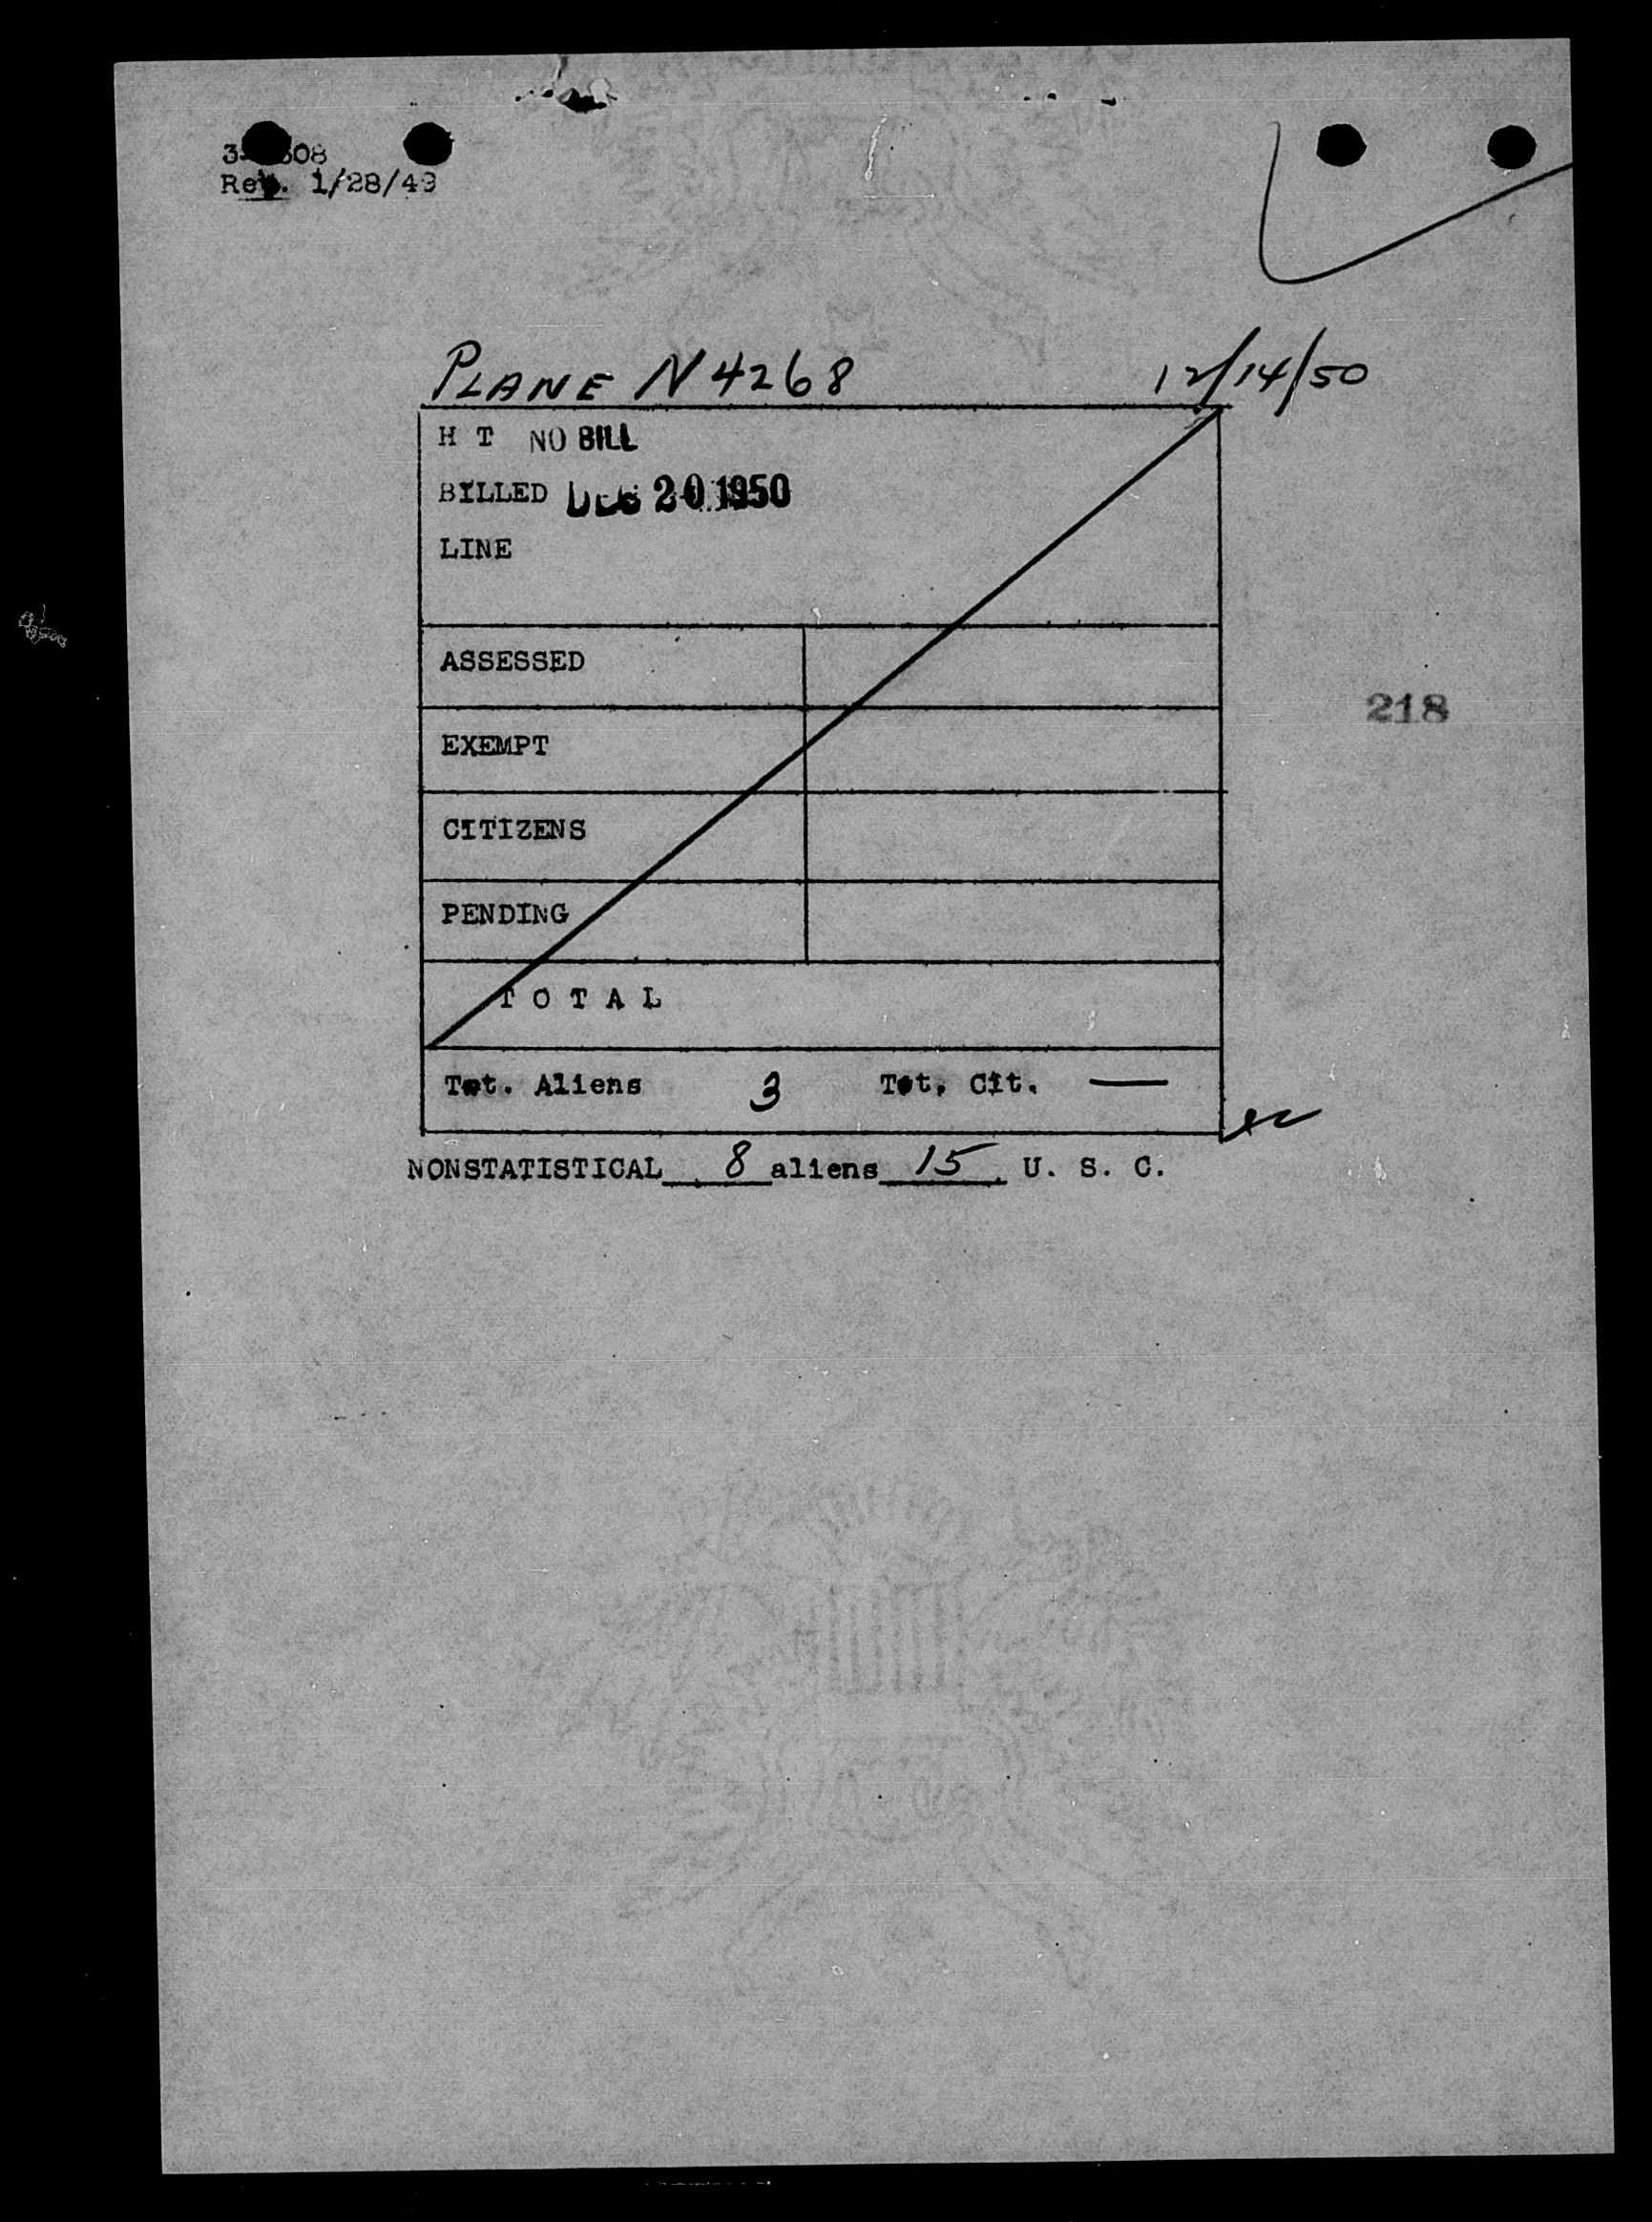 Rev. 1/28/49
PLANE N4268 12/14/50
H T NO BILL
BILLED DEC 20 1950
LINE
ASSESSED
218
EXEMPT
CITIZENS
PENDING
TOTAL
Tot. Aliens 3 Tot. Cit. —
NONSTATISTICAL 8 aliens 15 U. S. C.